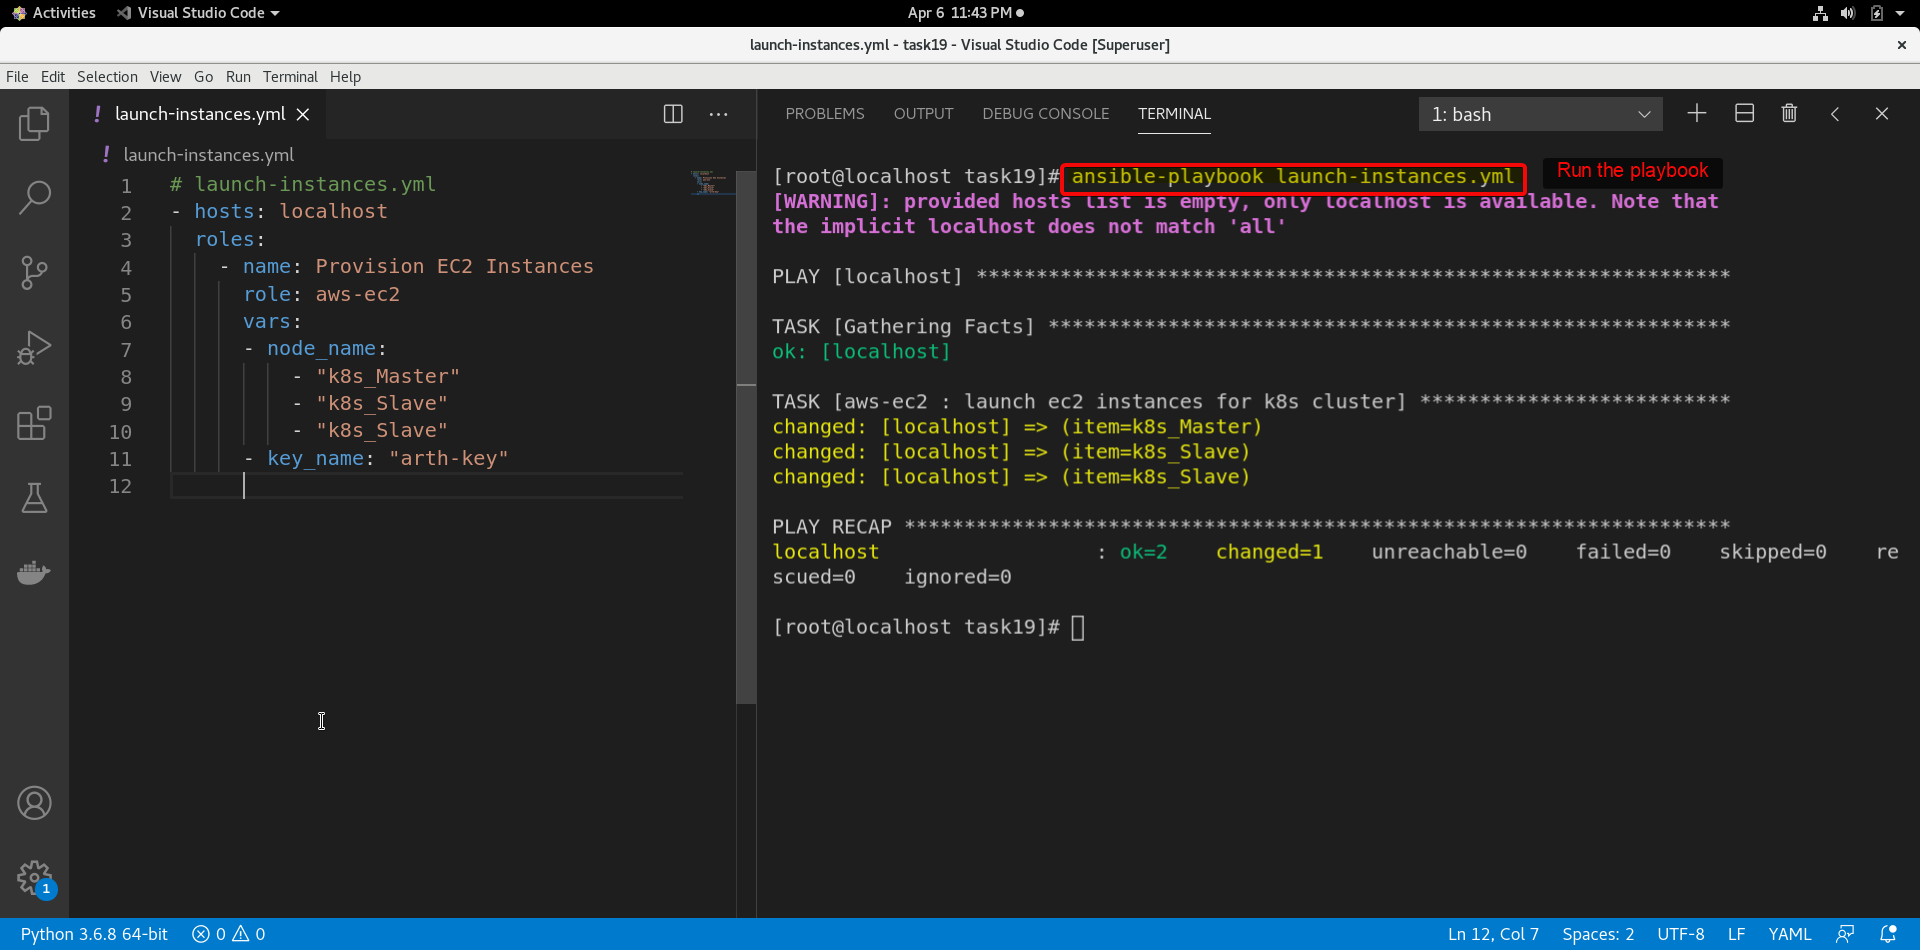 Activities Visual Studio Code Apr 6 11:43 PM
launch-instances.yml - task19 - Visual Studio Code [Superuser]
File Edit Selection View Go Run Terminal Help
launch-instances.yml
launch-instances.yml
1 # launch-instances.yml
2 - hosts: localhost
3 roles:
4 - name: Provision EC2 Instances
5 role: aws-ec2
6 vars:
7 - node_name:
8 - "k8s_Master"
9 - "k8s_Slave"
10 - "k8s_Slave"
11 - key_name: "arth-key"
12
PROBLEMS OUTPUT DEBUG CONSOLE TERMINAL 1: bash
[root@localhost task19]# ansible-playbook launch-instances.yml Run the playbook
[WARNING]: provided hosts list is empty, only localhost is available. Note that
the implicit localhost does not match 'all'
PLAY [localhost] ***************************************************************
TASK [Gathering Facts] *********************************************************
ok: [localhost]
TASK [aws-ec2 : launch ec2 instances for k8s cluster] **************************
changed: [localhost] => (item=k8s_Master)
changed: [localhost] => (item=k8s_Slave)
changed: [localhost] => (item=k8s_Slave)
PLAY RECAP *********************************************************************
localhost : ok=2 changed=1 unreachable=0 failed=0 skipped=0 re
scued=0 ignored=0
[root@localhost task19]#
1
Python 3.6.8 64-bit 0 0 Ln 12, Col 7 Spaces: 2 UTF-8 LF YAML